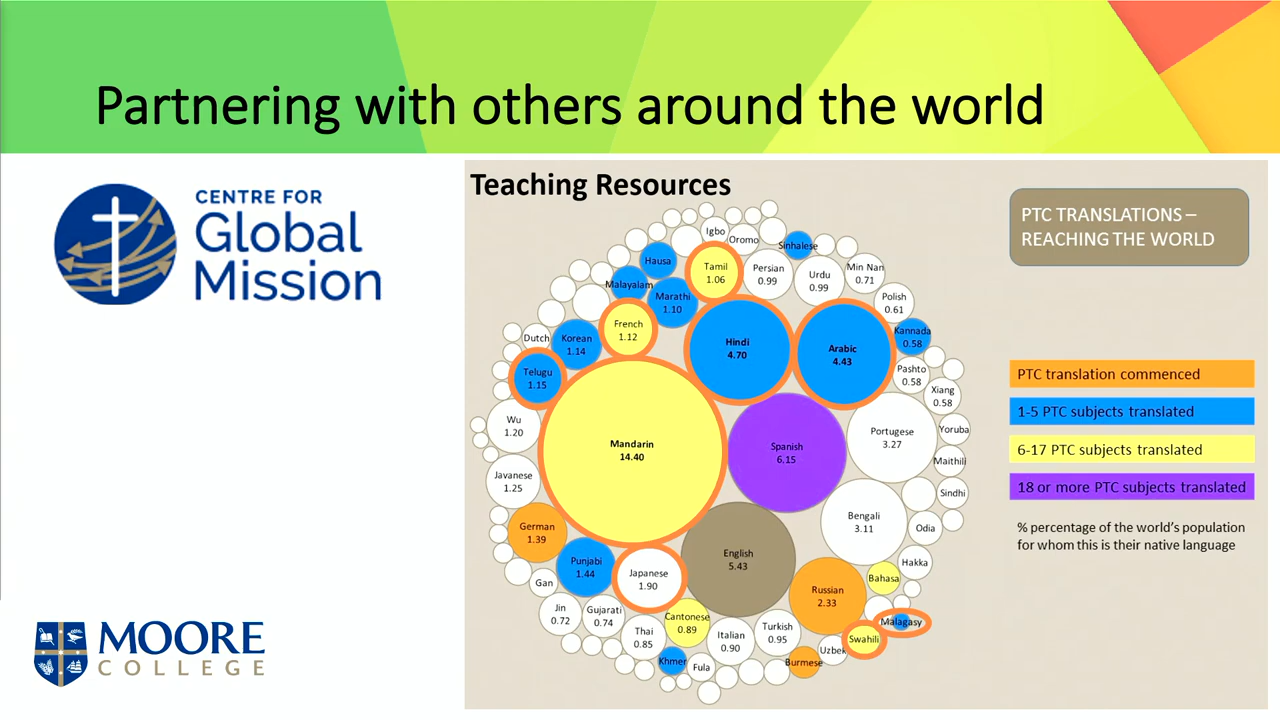 Partnering with others around the world
CENTRE FOR
Global
Mission
Teaching Resources
PTC TRANSLATIONS –
REACHING THE WORLD
Igbo
Oromo
Sinhalese
Hausa
Tamil
1.06
Persian
0.99
Urdu
0.99
Min Nan
0.71
Malayalam
Marathi
1.10
Polish
0.61
French
1.12
Dutch
Korean
1.14
Hindi
4.70
Arabic
4.43
Kannada
0.58
Telugu
1.15
Pashto
0.58
Xiang
0.58
Wu
1.20
Mandarin
14.40
Spanish
6.15
Portugese
3.27
Yoruba
Maithili
Javanese
1.25
Sindhi
German
1.39
Bengali
3.11
Odia
English
5.43
Punjabi
1.44
Japanese
1.90
Hakka
Gan
Bahasa
Russian
2.33
Jin
0.72
Gujarati
0.74
Cantonese
0.89
Malagasy
Thai
0.85
Italian
0.90
Turkish
0.95
Swahili
Uzbek
Khmer
Fula
Burmese
PTC translation commenced
1-5 PTC subjects translated
6-17 PTC subjects translated
18 or more PTC subjects translated
% percentage of the world's population
for whom this is their native language
MOORE
COLLEGE